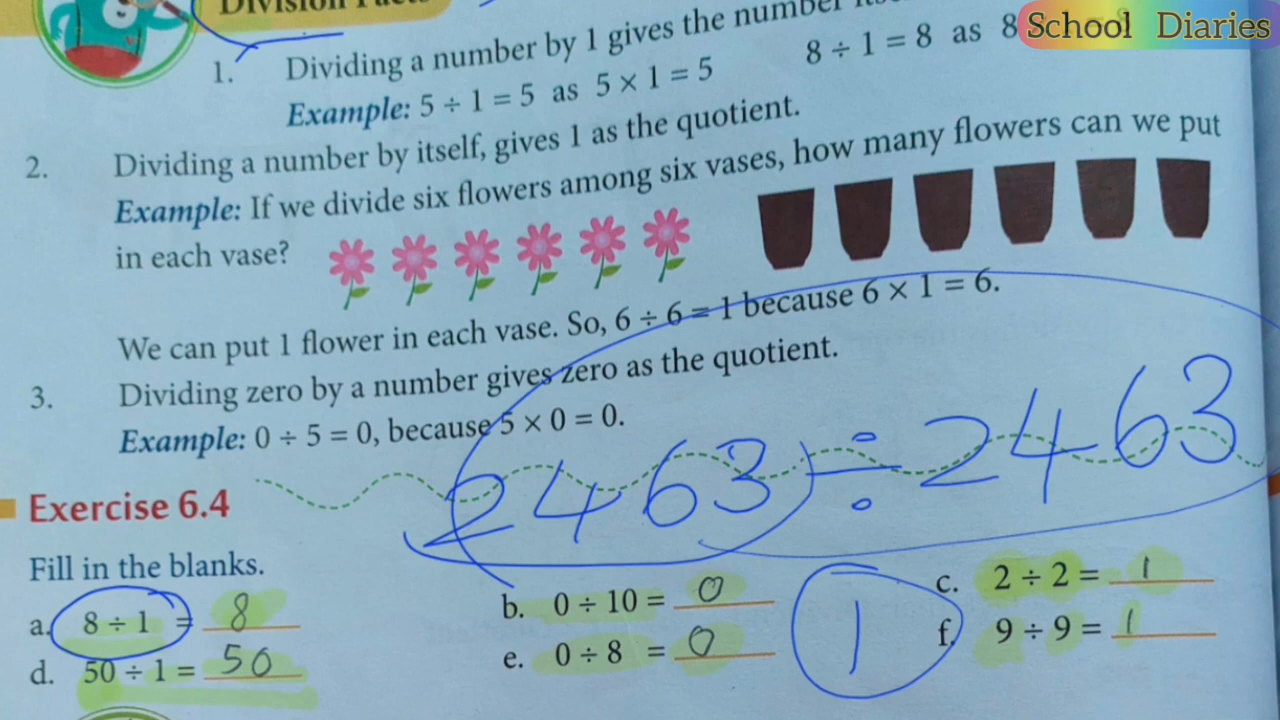 Division Facts
School Diaries
1. Dividing a number by 1 gives the number
Example: 5 ÷ 1 = 5 as 5 × 1 = 5 8 ÷ 1 = 8 as 8
2. Dividing a number by itself, gives 1 as the quotient.
Example: If we divide six flowers among six vases, how many flowers can we put
in each vase?
We can put 1 flower in each vase. So, 6 ÷ 6 = 1 because 6 × 1 = 6.
3. Dividing zero by a number gives zero as the quotient.
Example: 0 ÷ 5 = 0, because 5 × 0 = 0.
2463 ÷ 2463
Exercise 6.4
Fill in the blanks.
a. 8 ÷ 1 = 8 b. 0 ÷ 10 = 0 c. 2 ÷ 2 = 1
1
d. 50 ÷ 1 = 50 e. 0 ÷ 8 = 0 f. 9 ÷ 9 = 1